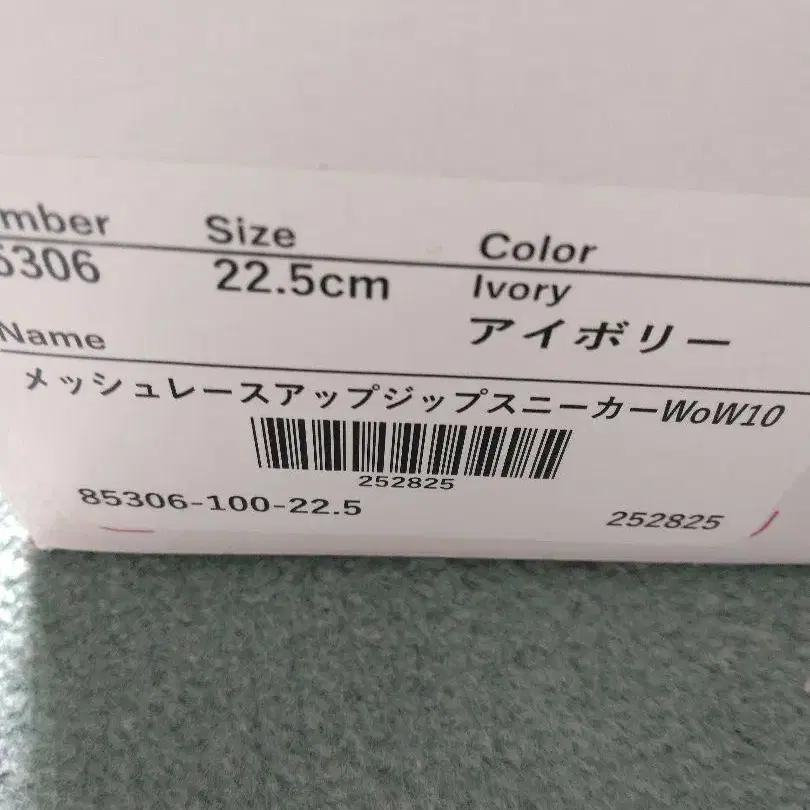 mber Size Color
5306 22.5cm Ivory
アイボリー
Name
メッシュレースアップジップスニーカーWoW10
252825
85306-100-22.5 252825